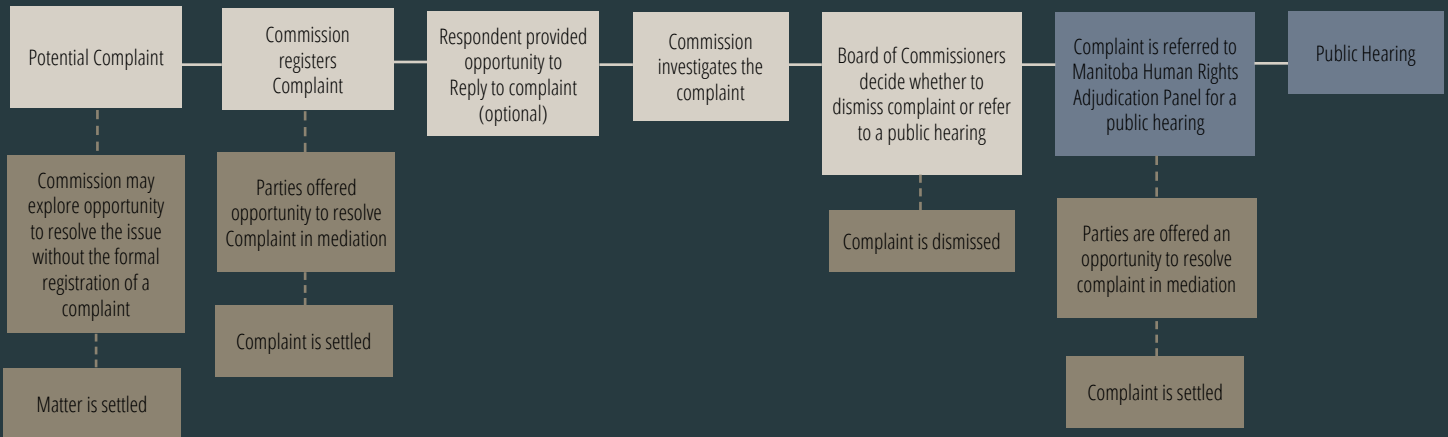 Potential Complaint
Commission
registers
Complaint
Respondent provided
opportunity to
Reply to complaint
(optional)
Commission
investigates the
complaint
Board of Commissioners
decide whether to
dismiss complaint or refer
to a public hearing
Complaint is referred to
Manitoba Human Rights
Adjudication Panel for a
public hearing
Public Hearing
Commission may
explore opportunity
to resolve the issue
without the formal
registration of a
complaint
Matter is settled
Parties offered
opportunity to resolve
Complaint in mediation
Complaint is settled
Complaint is dismissed
Parties are offered an
opportunity to resolve
complaint in mediation
Complaint is settled